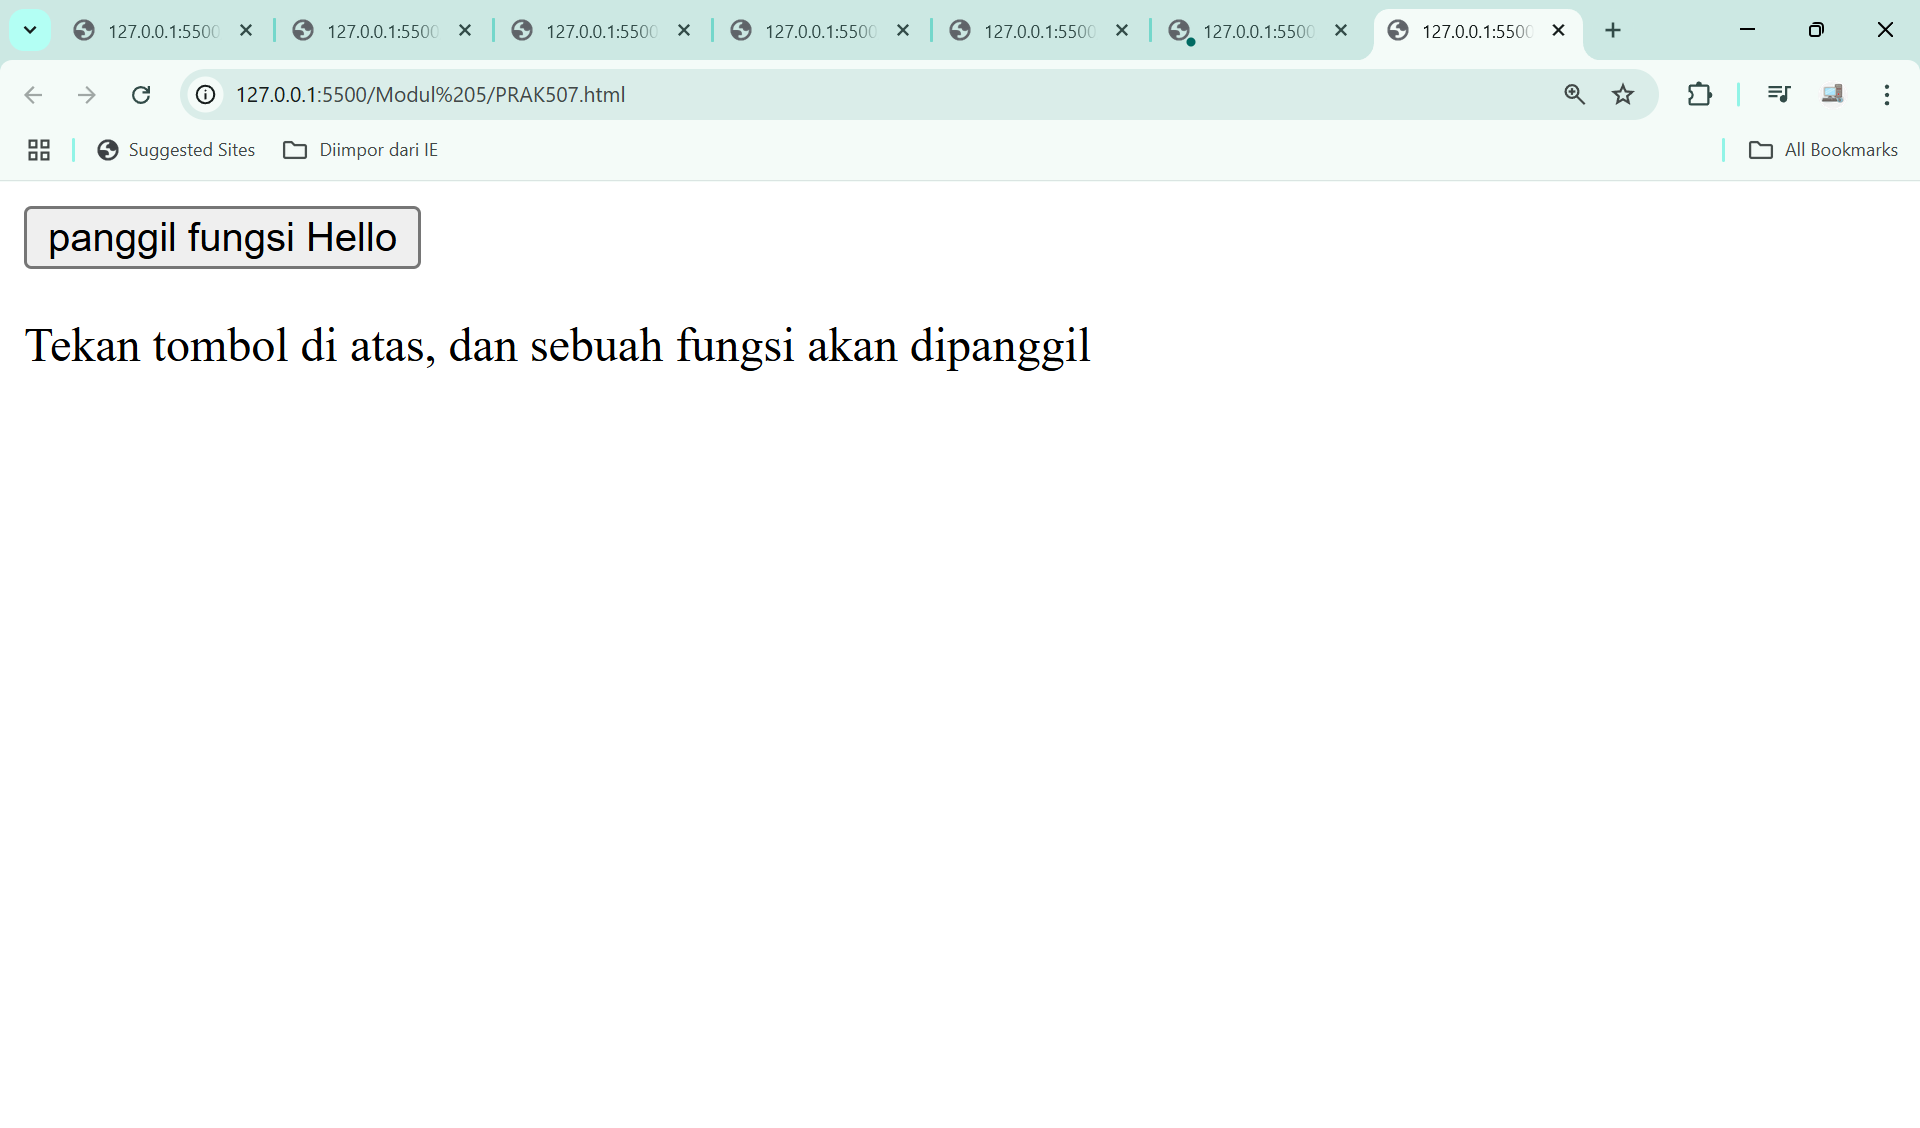 127.0.0.1:5500 127.0.0.1:5500 127.0.0.1:5500 127.0.0.1:5500 127.0.0.1:5500 127.0.0.1:5500 127.0.0.1:5500
127.0.0.1:5500/Modul%205/PRAK507.html
Suggested Sites Diimpor dari IE All Bookmarks
panggil fungsi Hello
Tekan tombol di atas, dan sebuah fungsi akan dipanggil